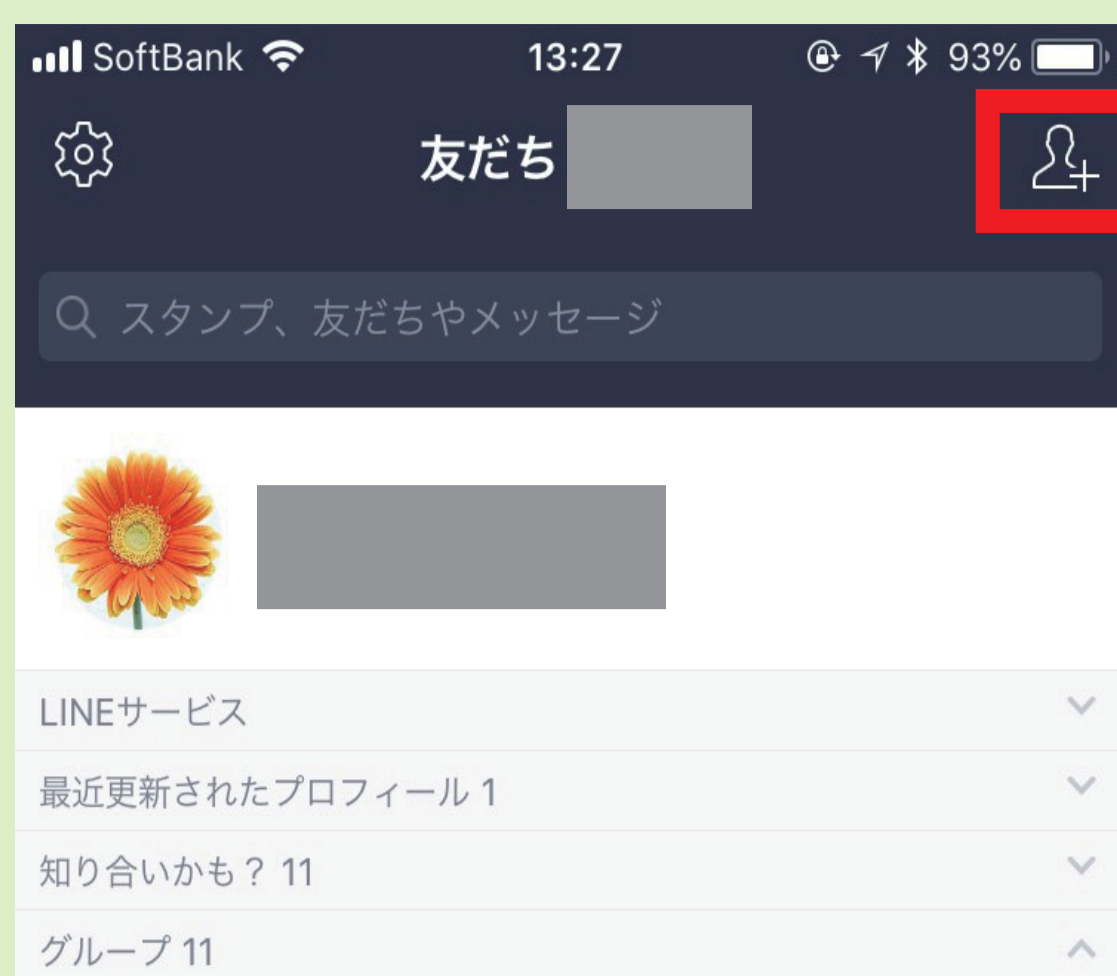 SoftBank 13:27 93%
友だち
スタンプ、友だちやメッセージ
LINEサービス
最近更新されたプロフィール 1
知り合いかも？ 11
グループ 11